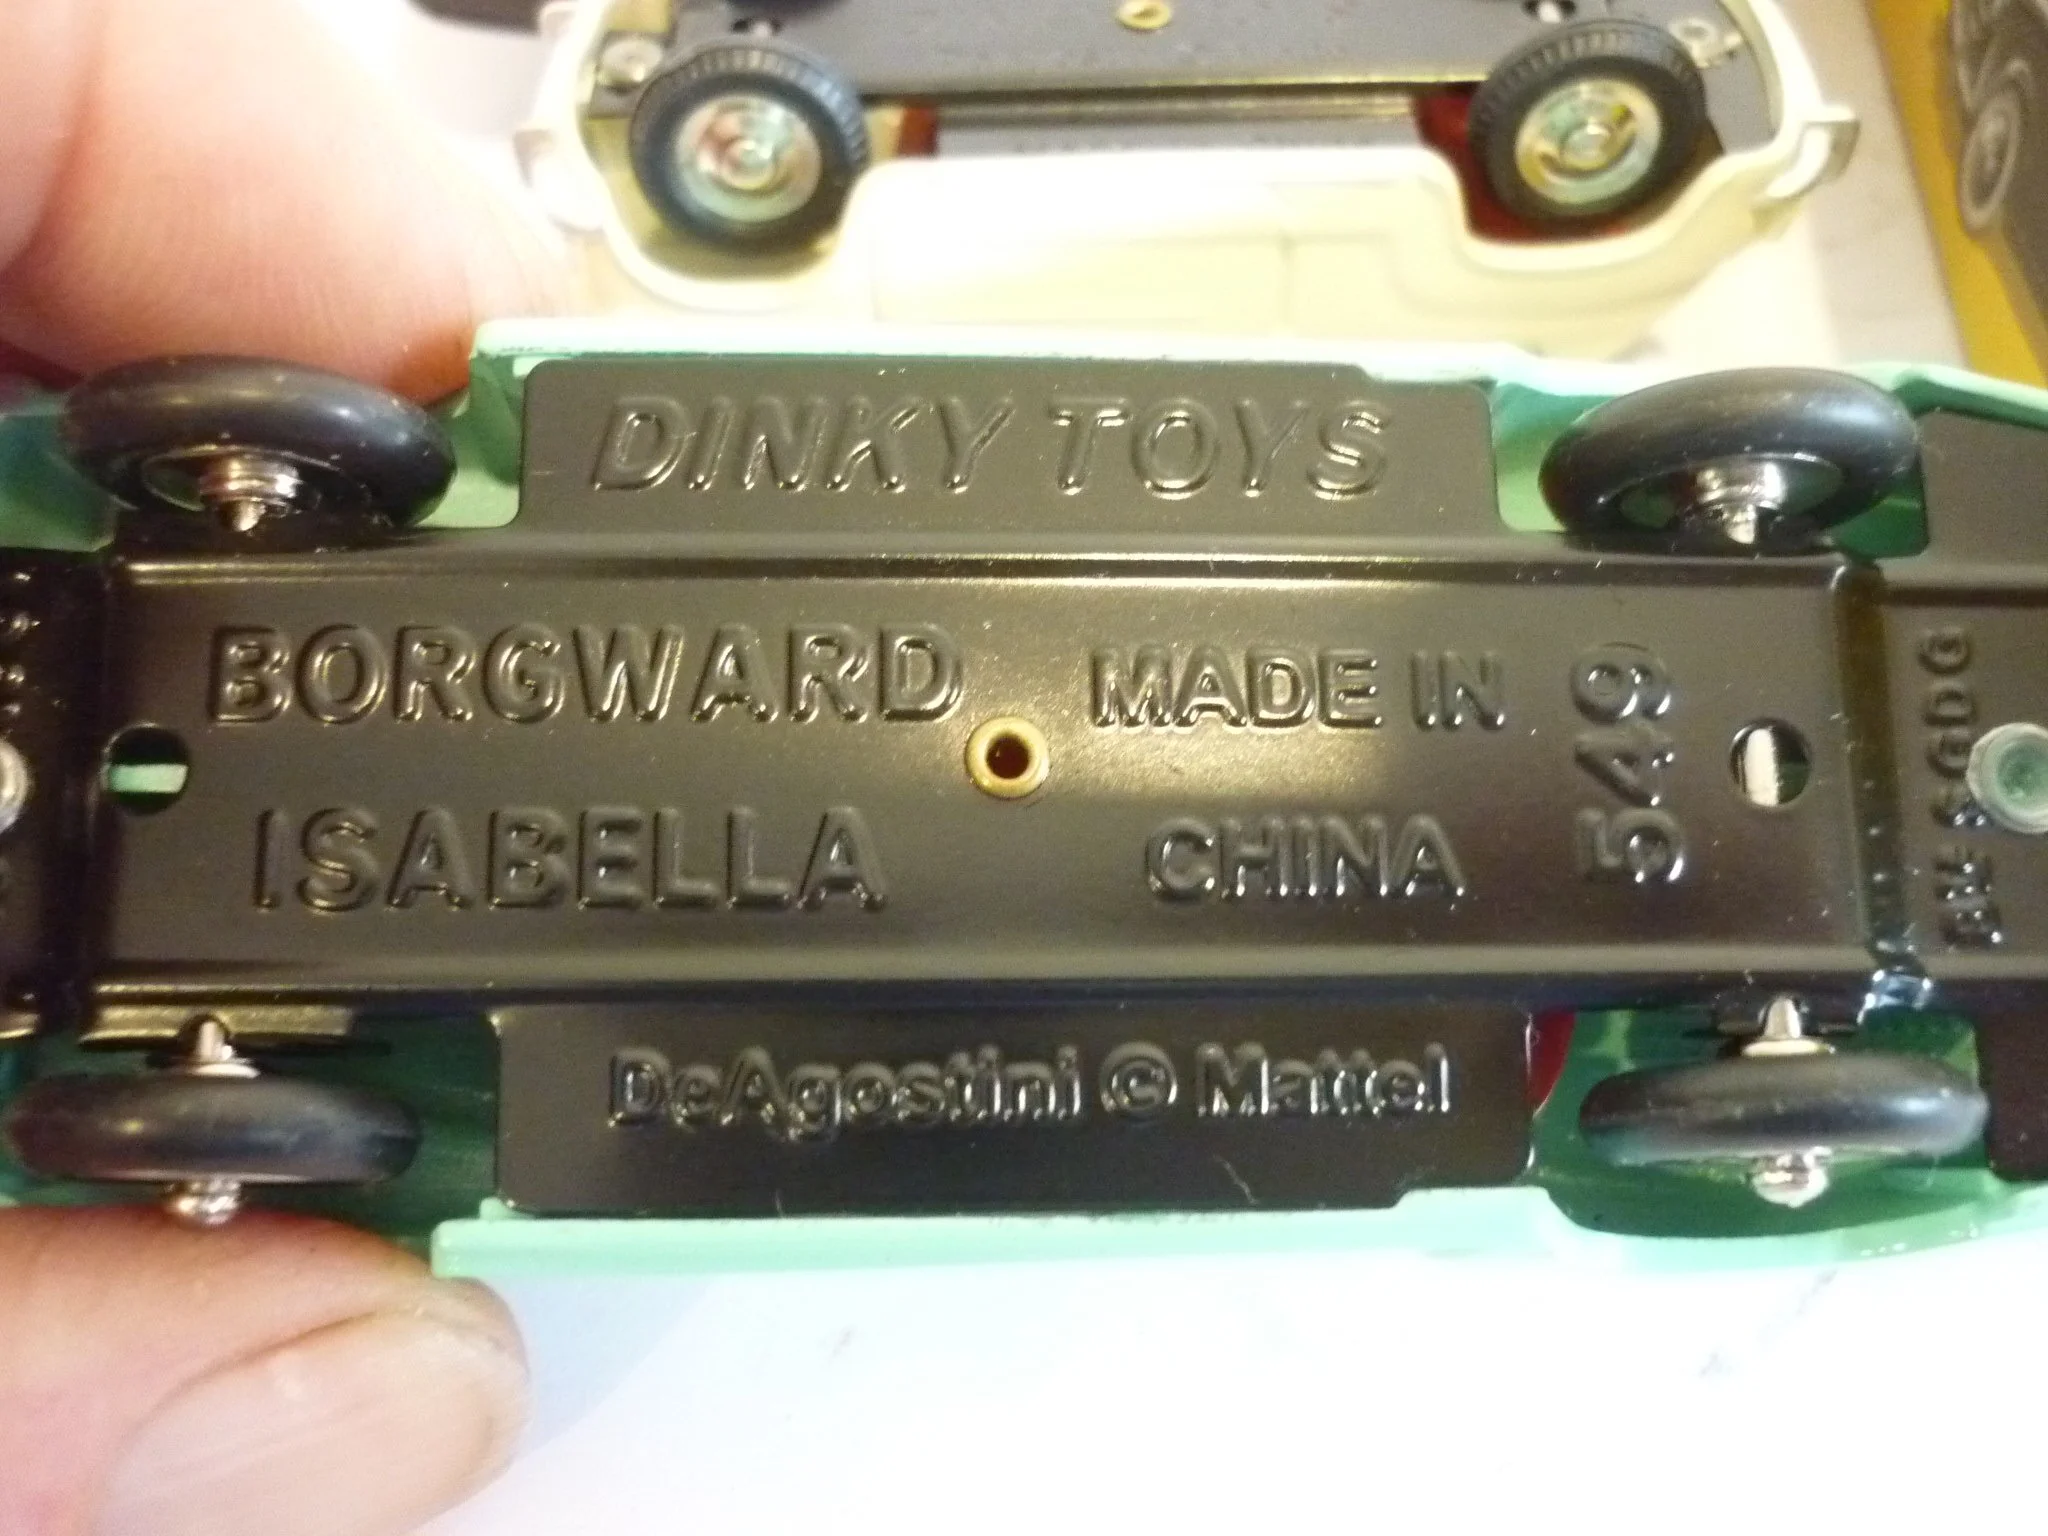 DINKY TOYS
BORGWARD
ISABELLA
MADE IN
CHINA
549
DeAgostini © Mattel